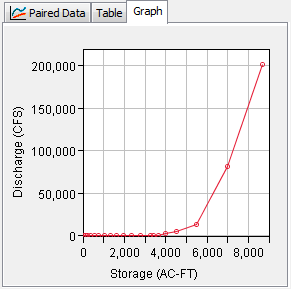 Paired Data Table Graph
200,000
150,000
100,000
50,000
0
Discharge (CFS)
0 2,000 4,000 6,000 8,000
Storage (AC-FT)